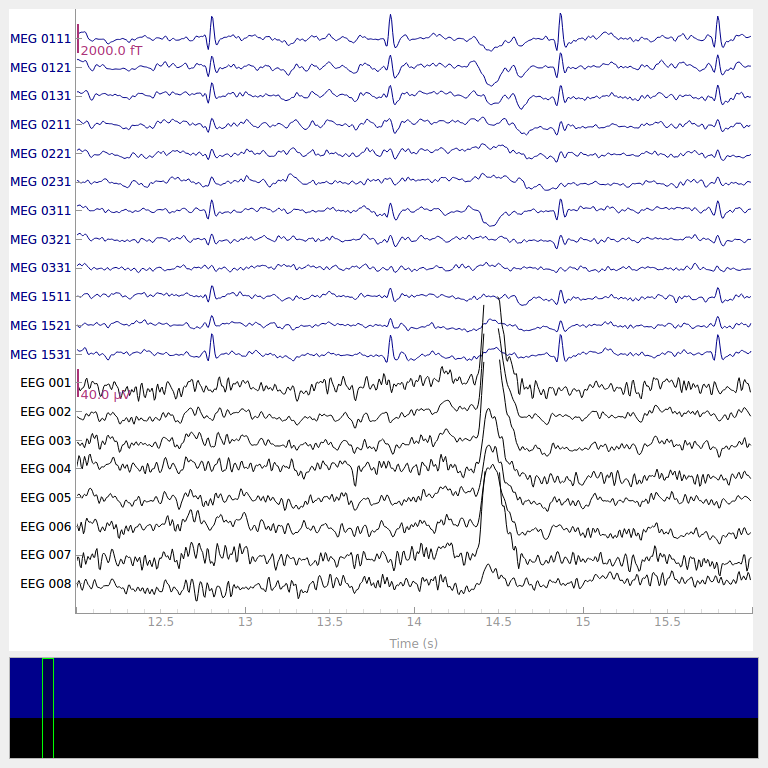 MEG 0111
2000.0 fT
MEG 0121
MEG 0131
MEG 0211
MEG 0221
MEG 0231
MEG 0311
MEG 0321
MEG 0331
MEG 1511
MEG 1521
MEG 1531
EEG 001
40.0 µV
EEG 002
EEG 003
EEG 004
EEG 005
EEG 006
EEG 007
EEG 008
12.5 13 13.5 14 14.5 15 15.5
Time (s)